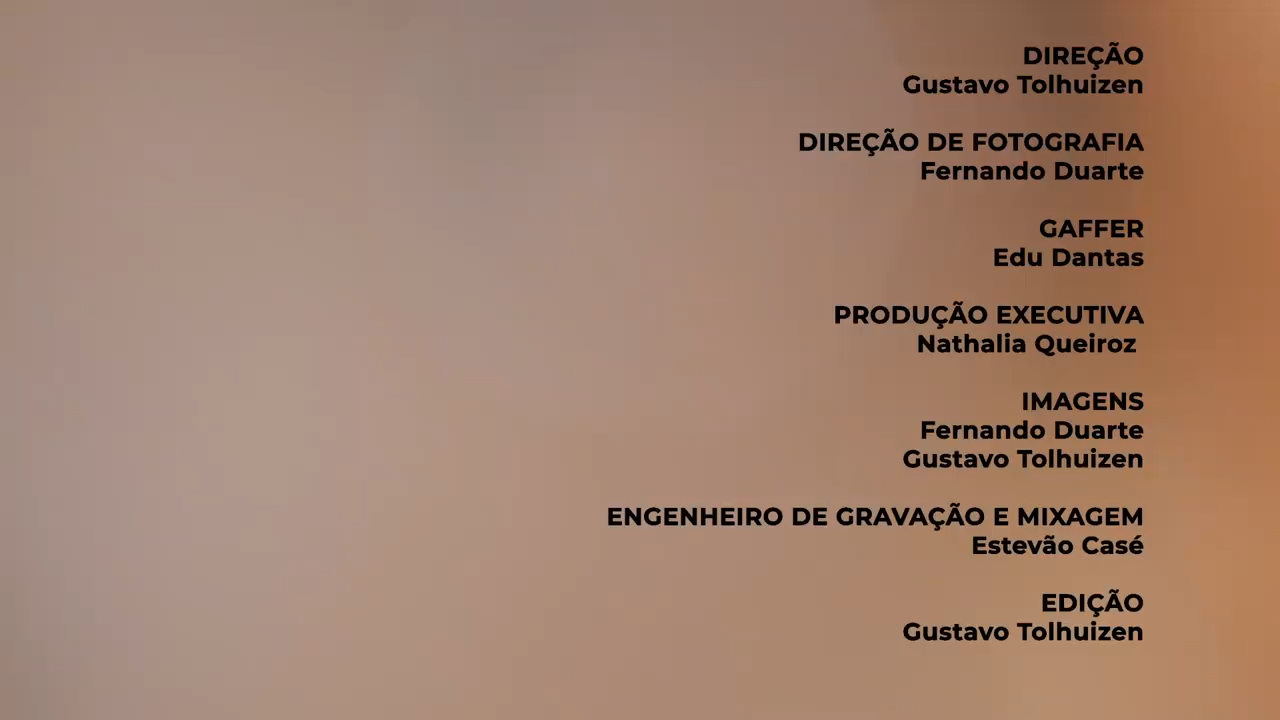 DIREÇÃO
Gustavo Tolhuizen
DIREÇÃO DE FOTOGRAFIA
Fernando Duarte
GAFFER
Edu Dantas
PRODUÇÃO EXECUTIVA
Nathalia Queiroz
IMAGENS
Fernando Duarte
Gustavo Tolhuizen
ENGENHEIRO DE GRAVAÇÃO E MIXAGEM
Estevão Casé
EDIÇÃO
Gustavo Tolhuizen